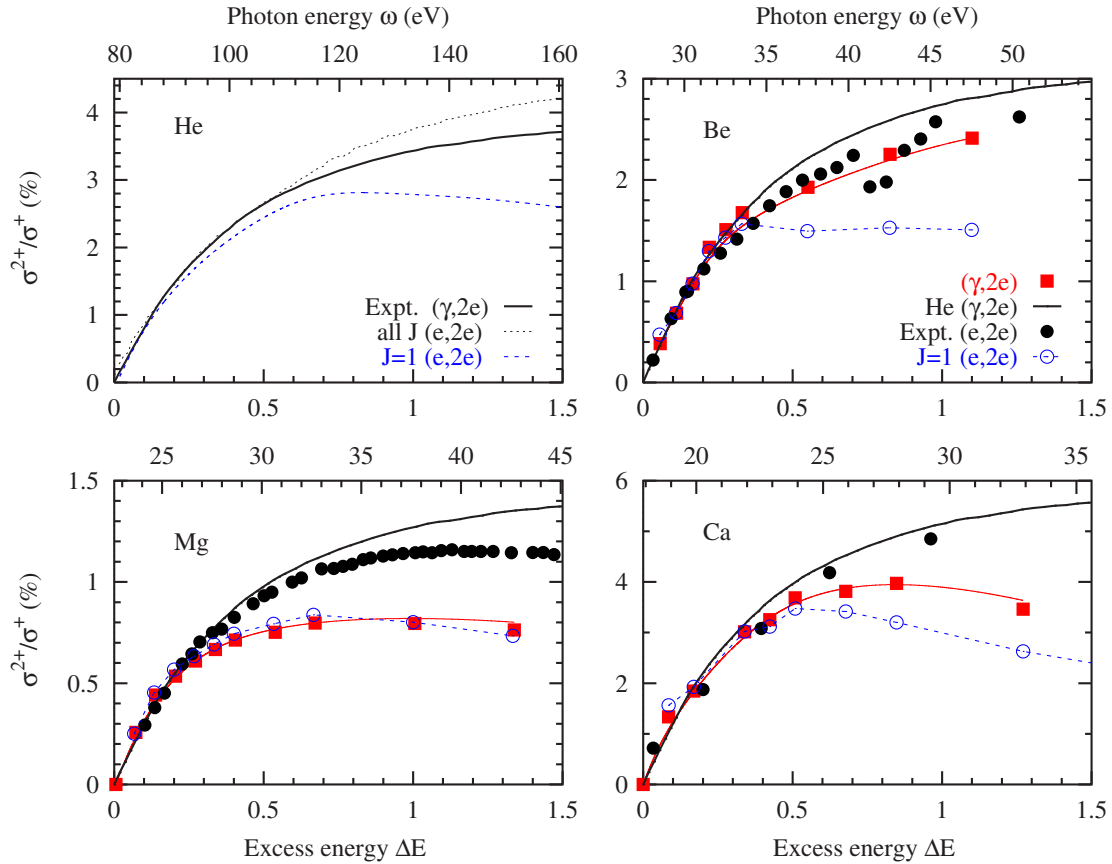 Photon energy ω (eV)
Photon energy ω (eV)
80 100 120 140 160
30 35 40 45 50
He
Be
σ²⁺/σ⁺ (%)
4
3
2
1
0
Expt. (γ,2e)
all J (e,2e)
J=1 (e,2e)
0 0.5 1 1.5
3
2
1
0
(γ,2e)
He (γ,2e)
Expt. (e,2e)
J=1 (e,2e)
0 0.5 1 1.5
25 30 35 40 45
20 25 30 35
Mg
Ca
σ²⁺/σ⁺ (%)
1.5
1
0.5
0
0 0.5 1 1.5
6
4
2
0
0 0.5 1 1.5
Excess energy ΔE
Excess energy ΔE